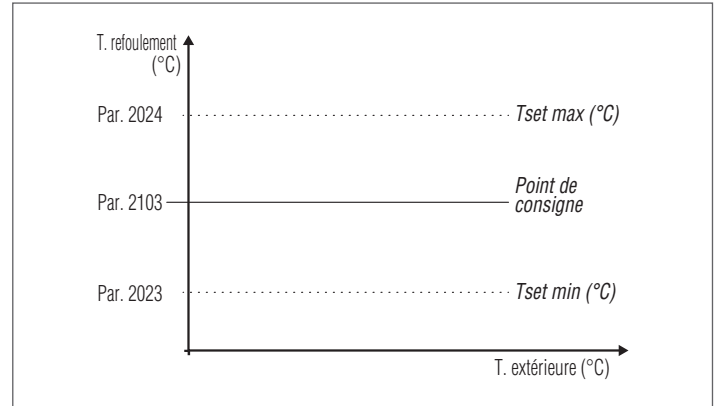 T. refoulement
(°C)
Par. 2024
Tset max (°C)
Par. 2103
Point de
consigne
Par. 2023
Tset min (°C)
T. extérieure (°C)